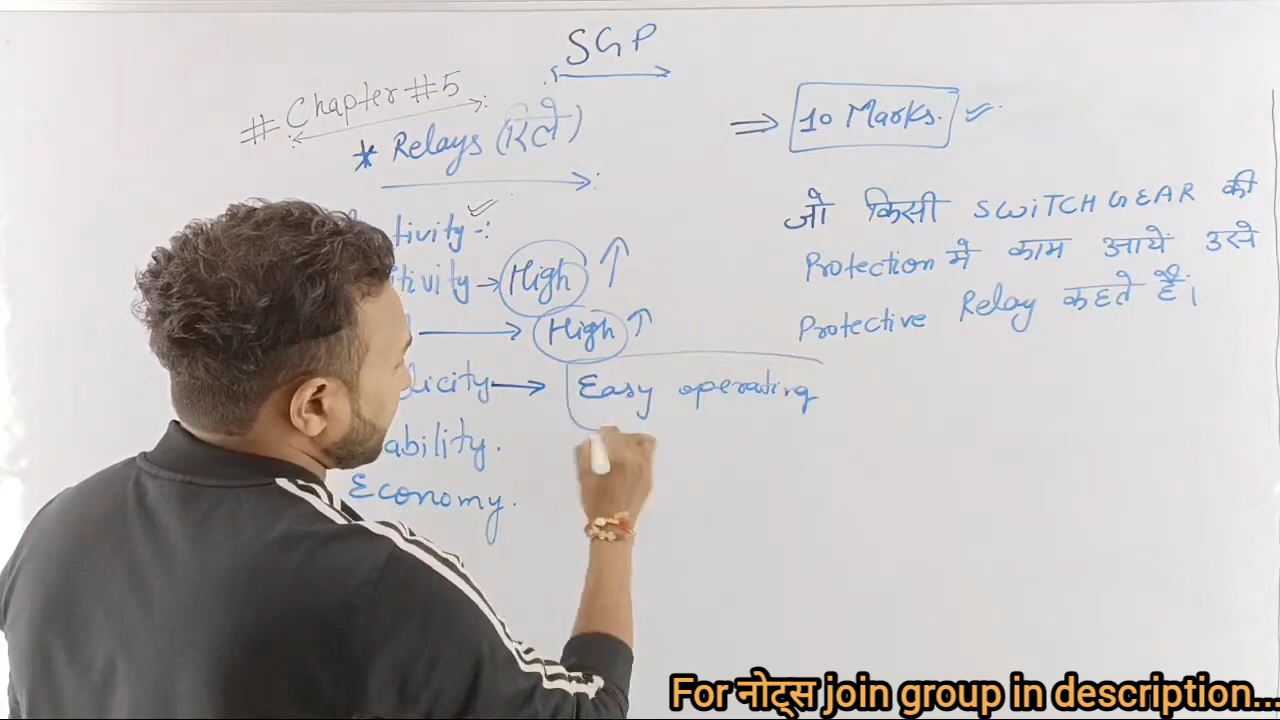 SGP
# Chapter #5
* Relays (रिले)
⇒ 10 Marks.
tivity -:
itivity → High ↑
→ High ↑
licity → Easy operating
ability.
Economy.
जो किसी SWiTCHGEAR की
Protection मे काम आयें उसे
Protective Relay कहते हैं।
For नोट्स join group in description...